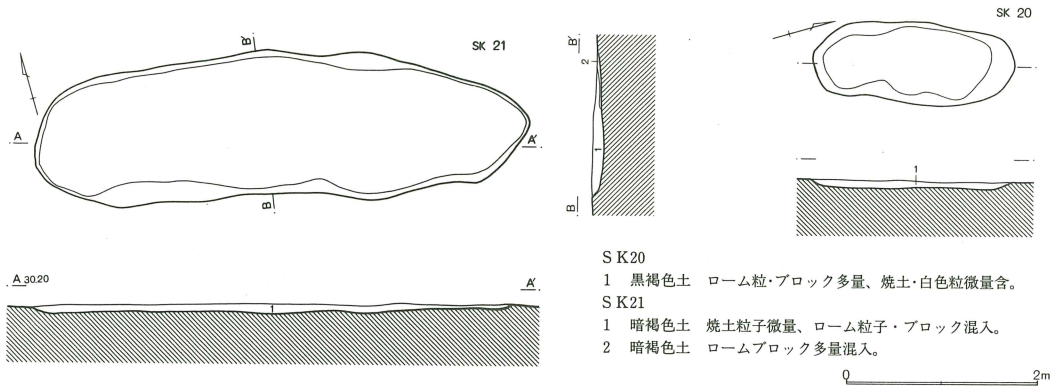 SK 21
B′
A
A′
B
A 30.20
A′
1
B′
2
1
B
SK 20
1
SK20
1 黒褐色土 ローム粒・ブロック多量、焼土・白色粒微量含。
SK21
1 暗褐色土 焼土粒子微量、ローム粒子・ブロック混入。
2 暗褐色土 ロームブロック多量混入。
0 2m